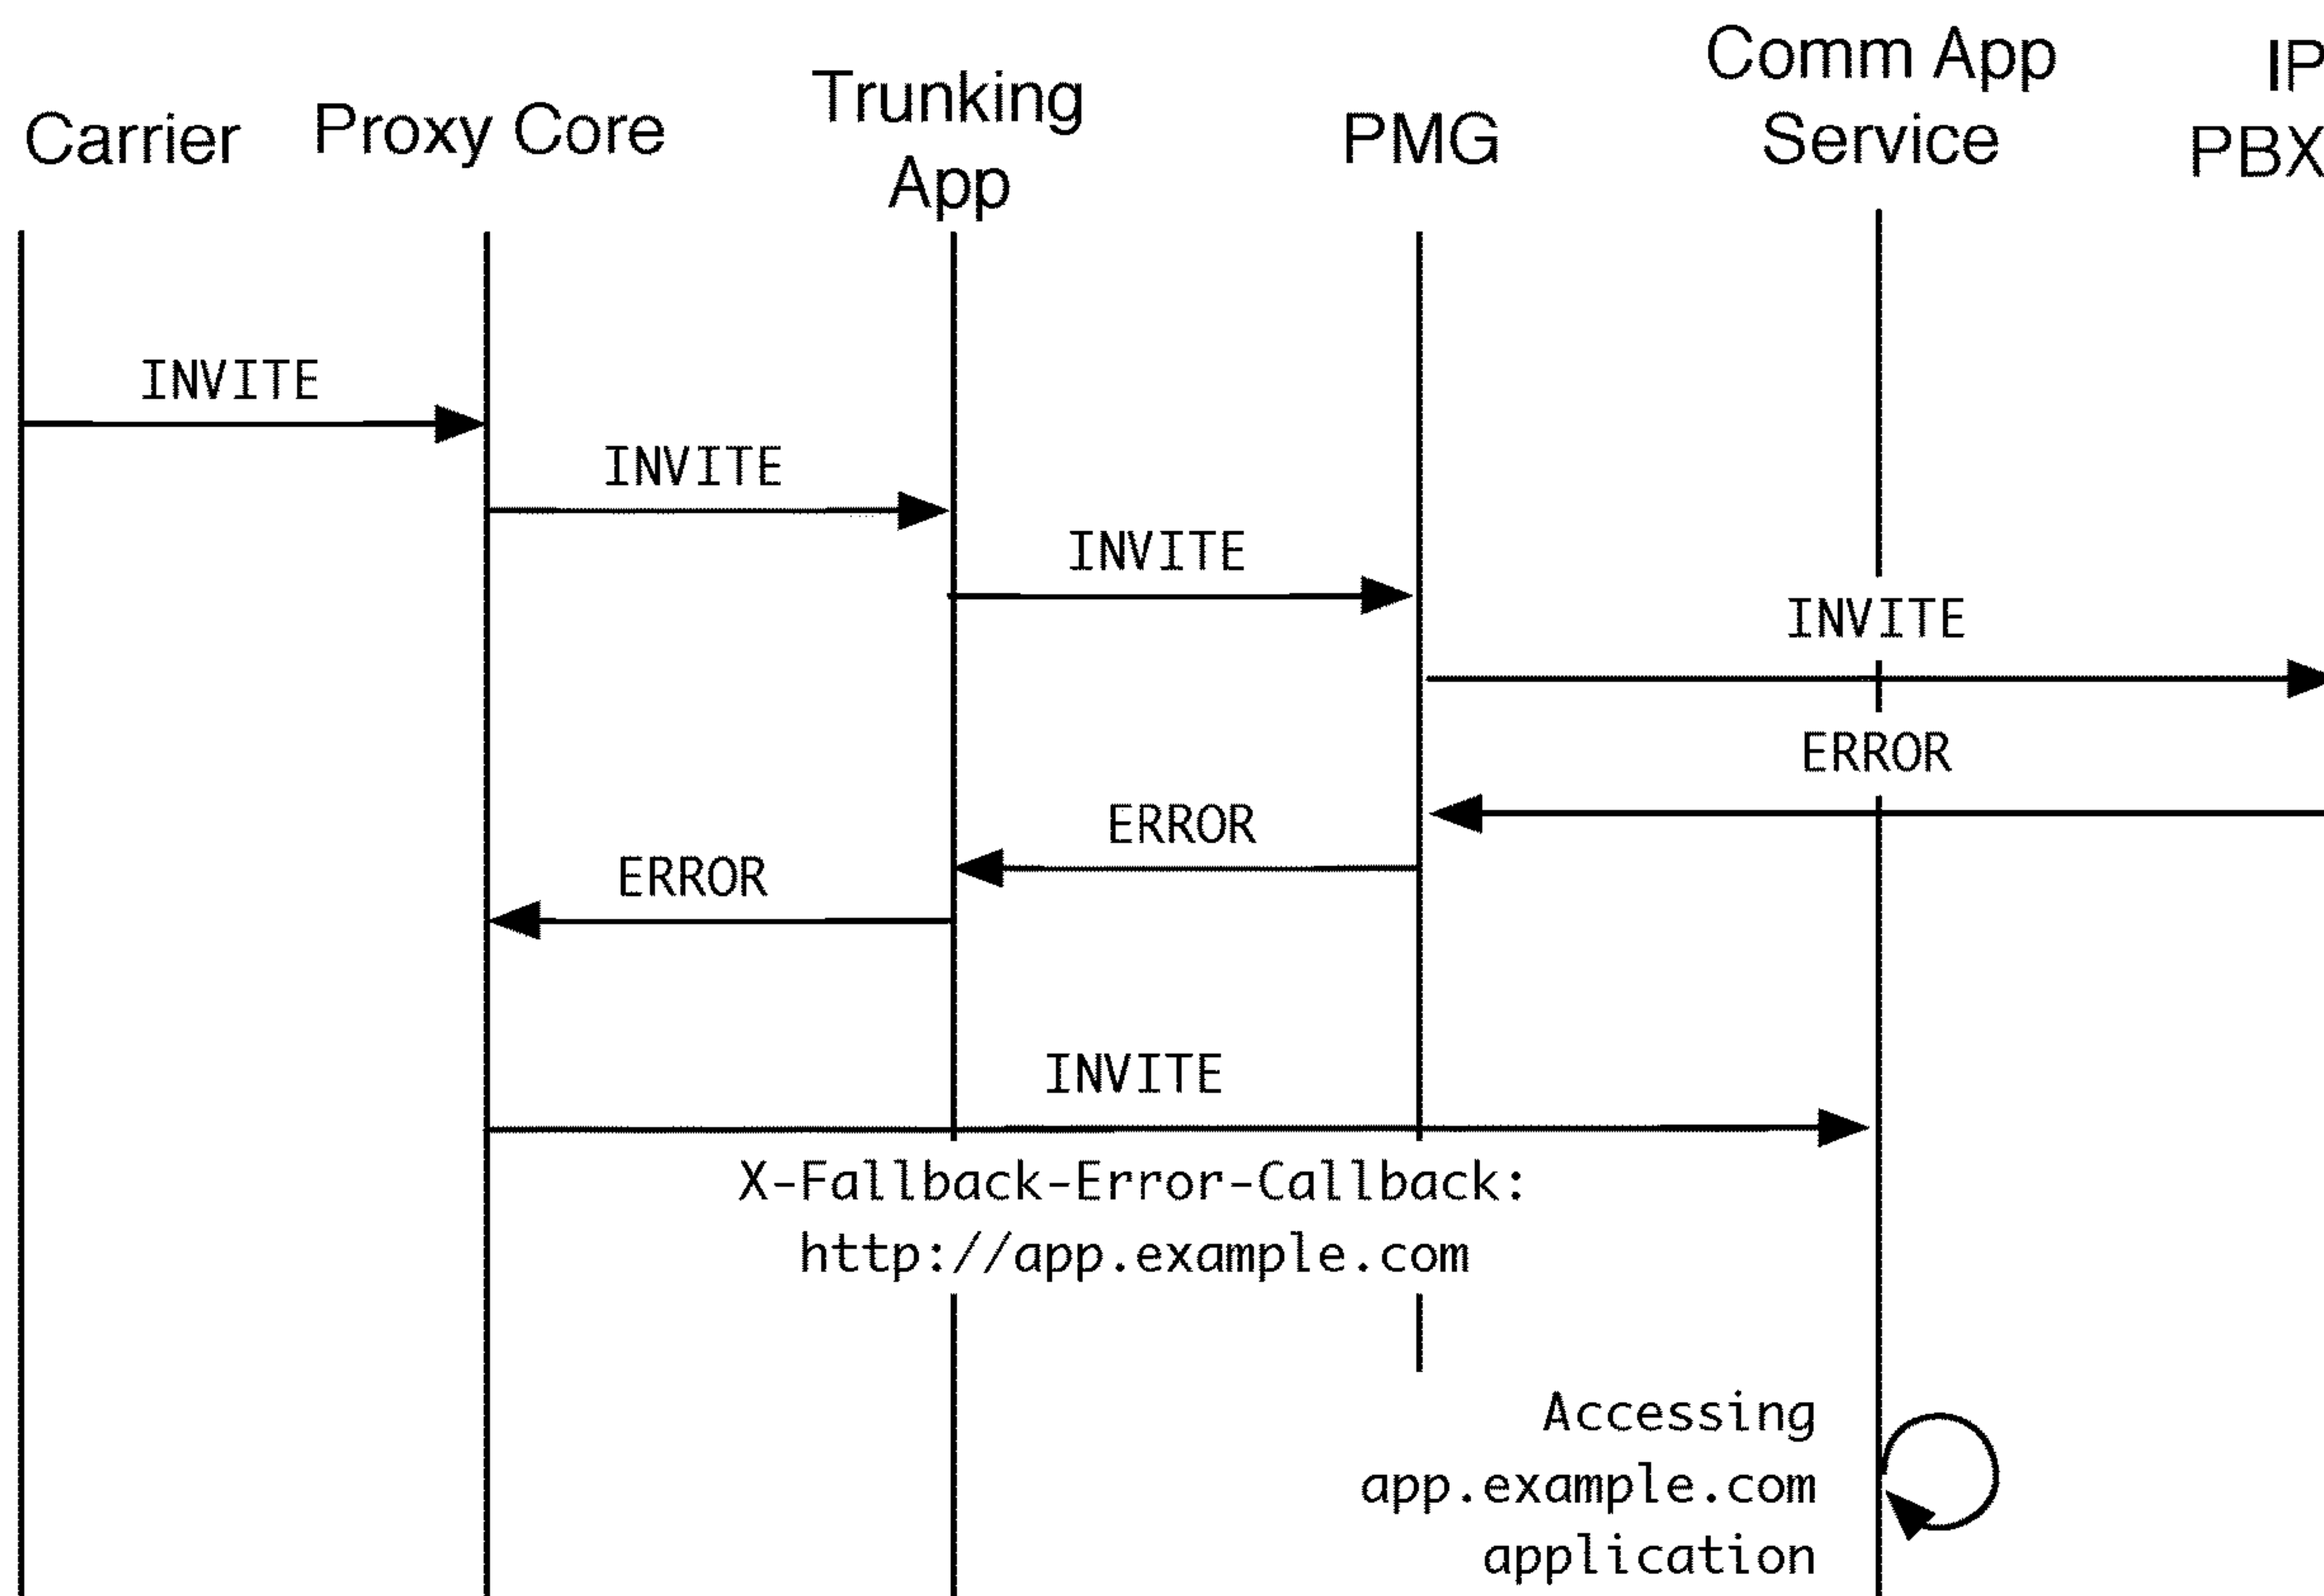 Carrier
Proxy Core
Trunking
App
PMG
Comm App
Service
IP
PBX
INVITE
INVITE
INVITE
INVITE
ERROR
ERROR
ERROR
INVITE
X-Fallback-Error-Callback:
http://app.example.com
Accessing
app.example.com
application